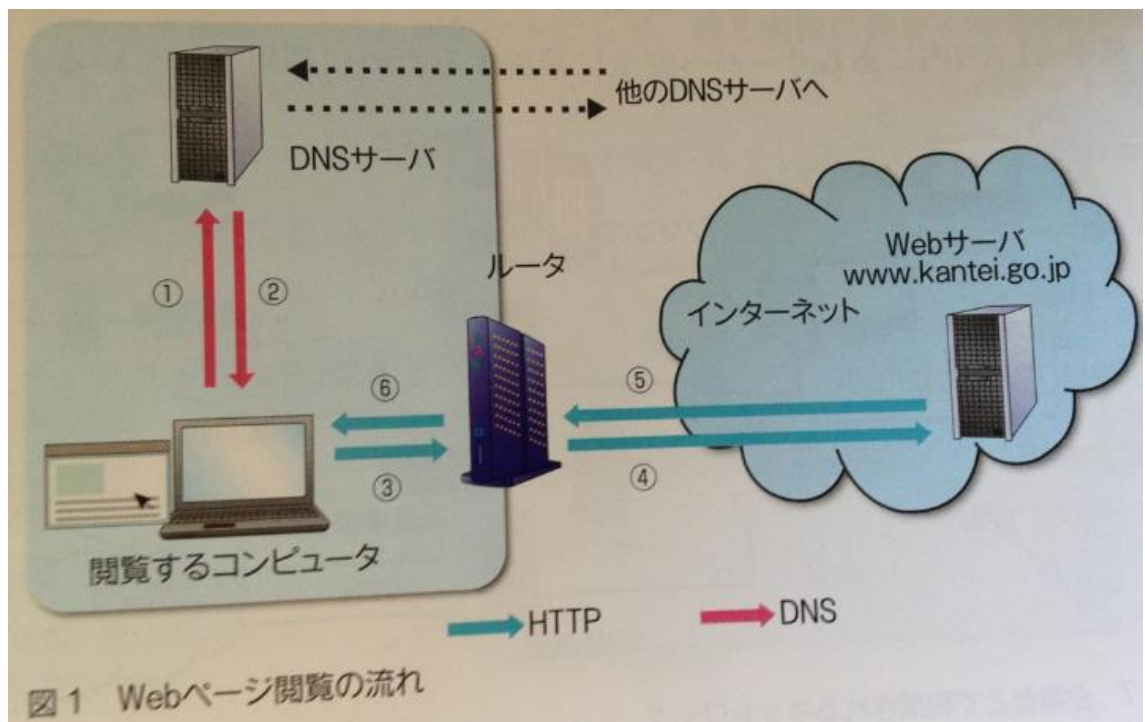 他のDNSサーバへ
DNSサーバ
ルータ
Webサーバ
www.kantei.go.jp
インターネット
①
②
⑥
⑤
③
④
閲覧するコンピュータ
HTTP
DNS
図1 Webページ閲覧の流れ